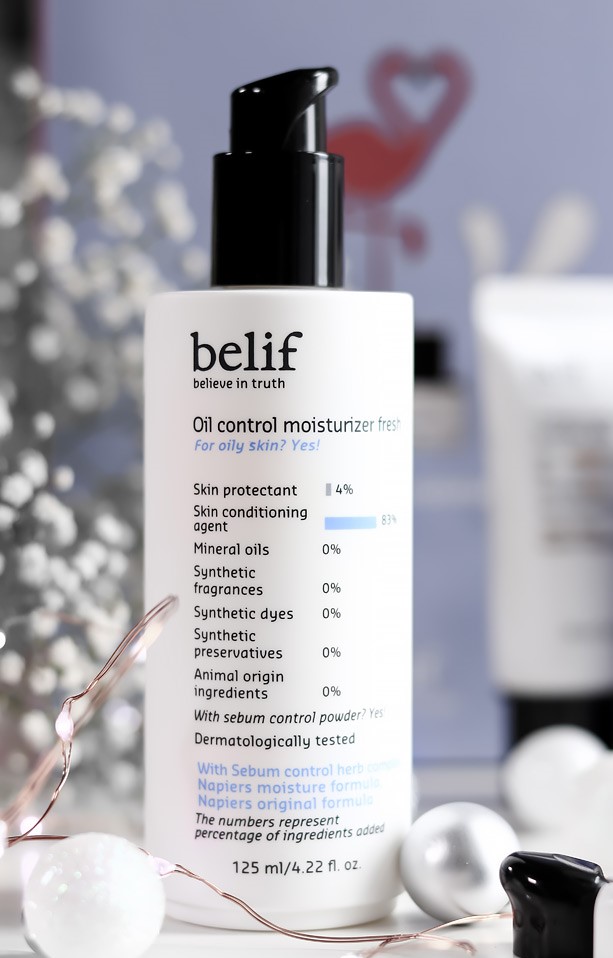 belif
believe in truth
Oil control moisturizer fresh
For oily skin? Yes!
Skin protectant 4%
Skin conditioning
agent 83%
Mineral oils 0%
Synthetic
fragrances 0%
Synthetic dyes 0%
Synthetic
preservatives 0%
Animal origin
ingredients 0%
With sebum control powder? Yes!
Dermatologically tested
With Sebum control herb
Napiers moisture formula
Napiers original formula
The numbers represent
percentage of ingredients added
125 ml/4.22 fl. oz.